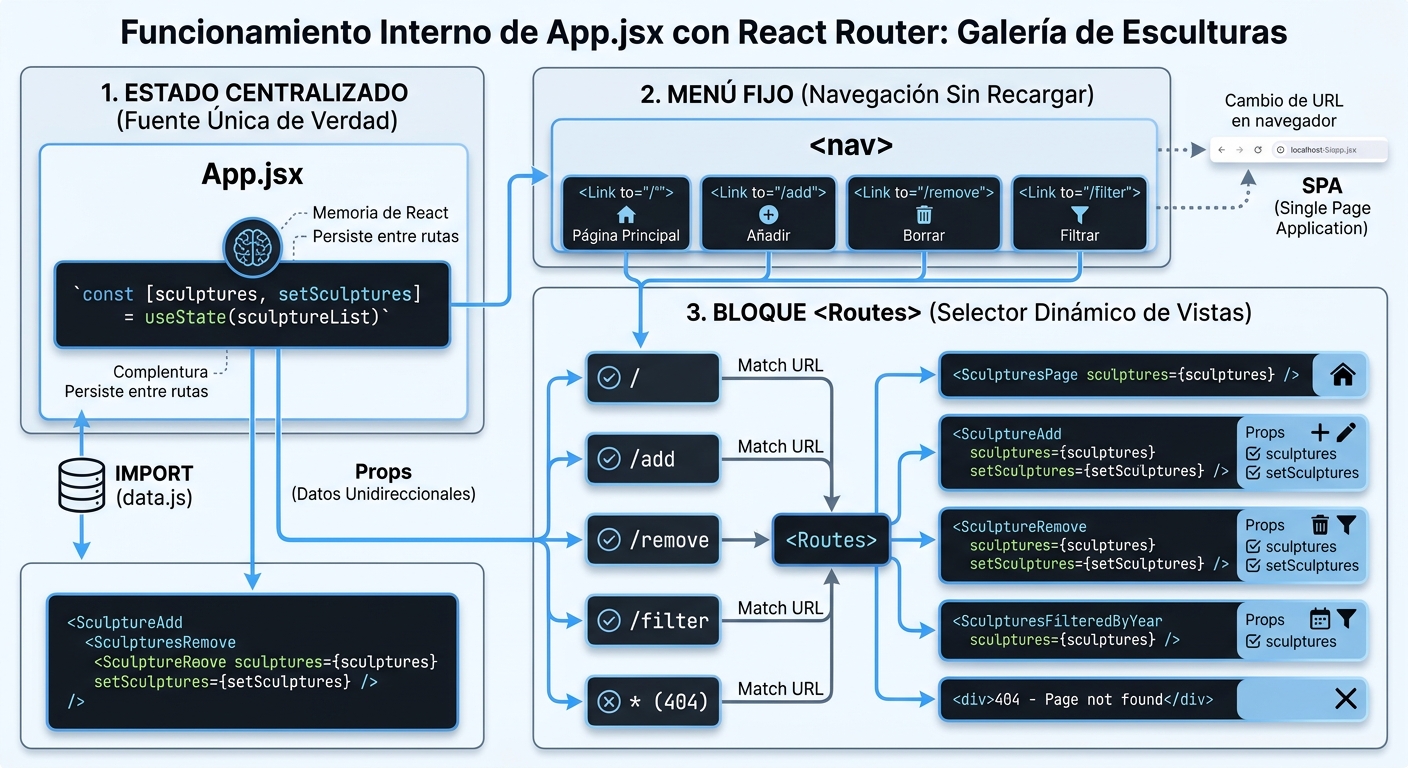 Funcionamiento Interno de App.jsx con React Router: Galería de Esculturas
1. ESTADO CENTRALIZADO
(Fuente Única de Verdad)
App.jsx
Memoria de React
Persiste entre rutas
`const [sculptures, setSculptures]
= useState(sculptureList)`
Complentura
Persiste entre rutas
IMPORT
(data.js)
Props
(Datos Unidireccionales)
<SculptureAdd
<SculpturesRemove
<SculptureReove sculptures={sculptures}
setSculptures={setSculptures} />
/>
2. MENÚ FIJO (Navegación Sin Recargar)
<nav>
<Link to="/"">
Página Principal
<Link to="/add">
Añadir
<Link to="/remove">
Borrar
<Link to="/filter">
Filtrar
Cambio de URL
en navegador
SPA
(Single Page
Application)
3. BLOQUE <Routes> (Selector Dinámico de Vistas)
/
Match URL
/add
Match URL
/remove
/filter
Match URL
* (404)
Match URL
<Routes>
<SculpturesPage sculptures={sculptures} />
<SculptureAdd
sculptures={sculptures}
setSculptures={setSculptures} />
Props
sculptures
setSculptures
<SculptureRemove
sculptures={sculptures}
setSculptures={setSculptures} />
Props
sculptures
setSculptures
<SculpturesFilteredByYear
sculptures={sculptures} />
Props
sculptures
<div>404 - Page not found</div>